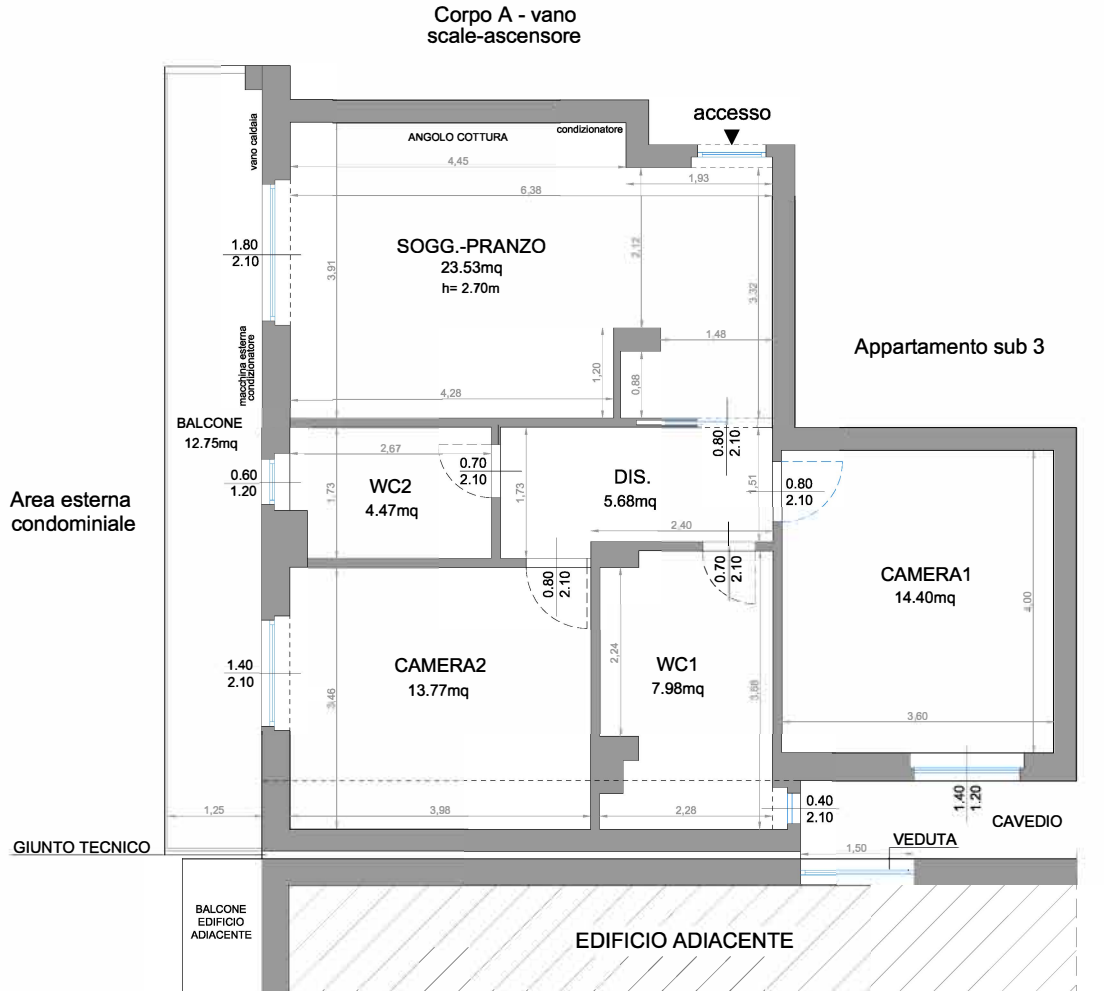 Corpo A - vano
scale-ascensore
accesso
ANGOLO COTTURA
condizionatore
vano caldaia
4,45
1,93
6,38
SOGG.-PRANZO
23.53mq
h= 2.70m
1.80
2.10
3,91
2,12
3,32
1,48
macchina esterna
condizionatore
1,20
0,88
4,28
Appartamento sub 3
BALCONE
12.75mq
2,67
0.80
2.10
0.70
2.10
0.60
1.20
WC2
4.47mq
1,73
1,73
DIS.
5.68mq
1,51
0.80
2.10
2,40
Area esterna
condominiale
0.80
2.10
0.70
2.10
CAMERA1
14.40mq
4,00
1.40
2.10
CAMERA2
13.77mq
3,46
2,24
WC1
7.98mq
3,68
3,60
1,25
3,98
2,28
0.40
2.10
1.40
1.20
CAVEDIO
GIUNTO TECNICO
1,50
VEDUTA
BALCONE
EDIFICIO
ADIACENTE
EDIFICIO ADIACENTE